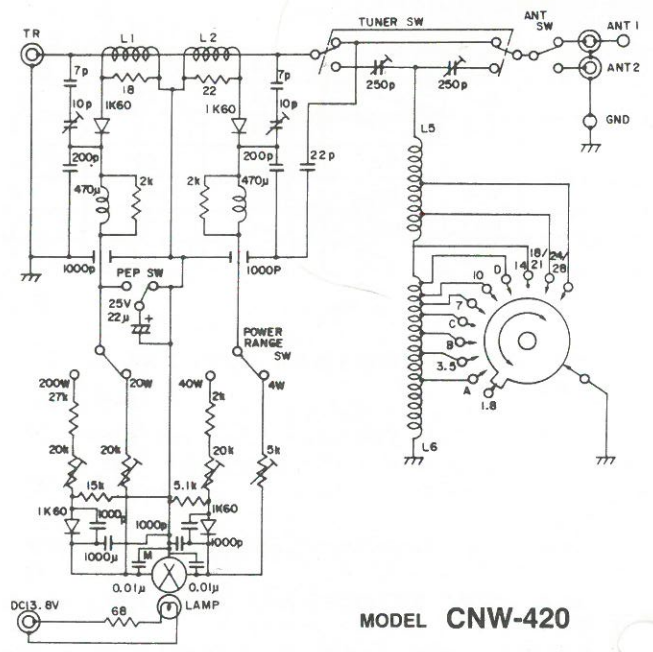 TR
L1
L2
TUNER SW
ANT
SW
ANT 1
ANT 2
GND
7p
18
22
7p
10p
1K60
1K60
10p
250p
250p
200p
200p
22p
L5
470μ
2k
2k
470μ
1000p
1000P
PEP SW
25V
22μ
+
POWER
RANGE
SW
18/
21
24/
28
14
D
10
7
C
B
3.5
A
1.8
L6
200W
20W
40W
4W
27k
2k
20k
20k
20k
5k
15k
5.1k
1K60
1000p
1000p
1K60
1000μ
1000p
M
0.01μ
0.01μ
LAMP
DC13.8V
68
MODEL CNW-420